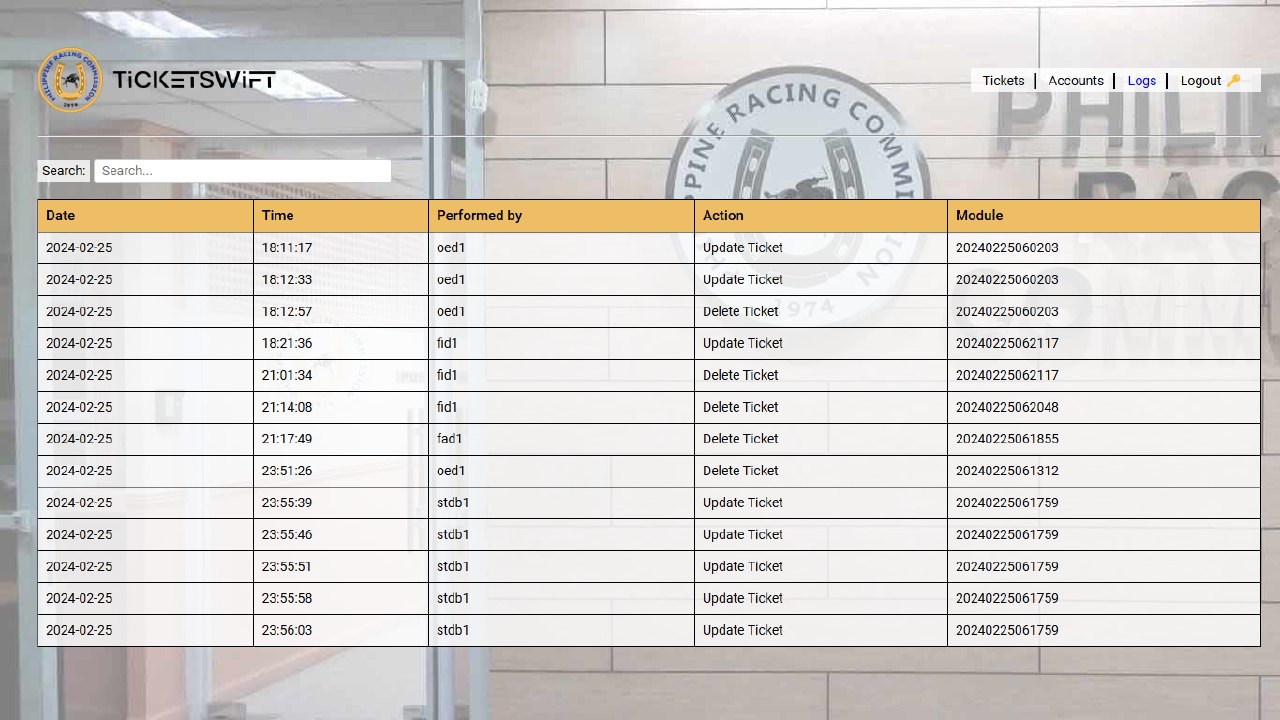 PHILIPPINE RACING COMMISSION
1974
TiCKETSWiFT
Tickets | Accounts | Logs | Logout
Search: Search...
Date Time Performed by Action Module
2024-02-25 18:11:17 oed1 Update Ticket 20240225060203
2024-02-25 18:12:33 oed1 Update Ticket 20240225060203
2024-02-25 18:12:57 oed1 Delete Ticket 20240225060203
2024-02-25 18:21:36 fid1 Update Ticket 20240225062117
2024-02-25 21:01:34 fid1 Delete Ticket 20240225062117
2024-02-25 21:14:08 fid1 Delete Ticket 20240225062048
2024-02-25 21:17:49 fad1 Delete Ticket 20240225061855
2024-02-25 23:51:26 oed1 Delete Ticket 20240225061312
2024-02-25 23:55:39 stdb1 Update Ticket 20240225061759
2024-02-25 23:55:46 stdb1 Update Ticket 20240225061759
2024-02-25 23:55:51 stdb1 Update Ticket 20240225061759
2024-02-25 23:55:58 stdb1 Update Ticket 20240225061759
2024-02-25 23:56:03 stdb1 Update Ticket 20240225061759
PINE RACING COMMI
ION
1974
PHILIP
RAC